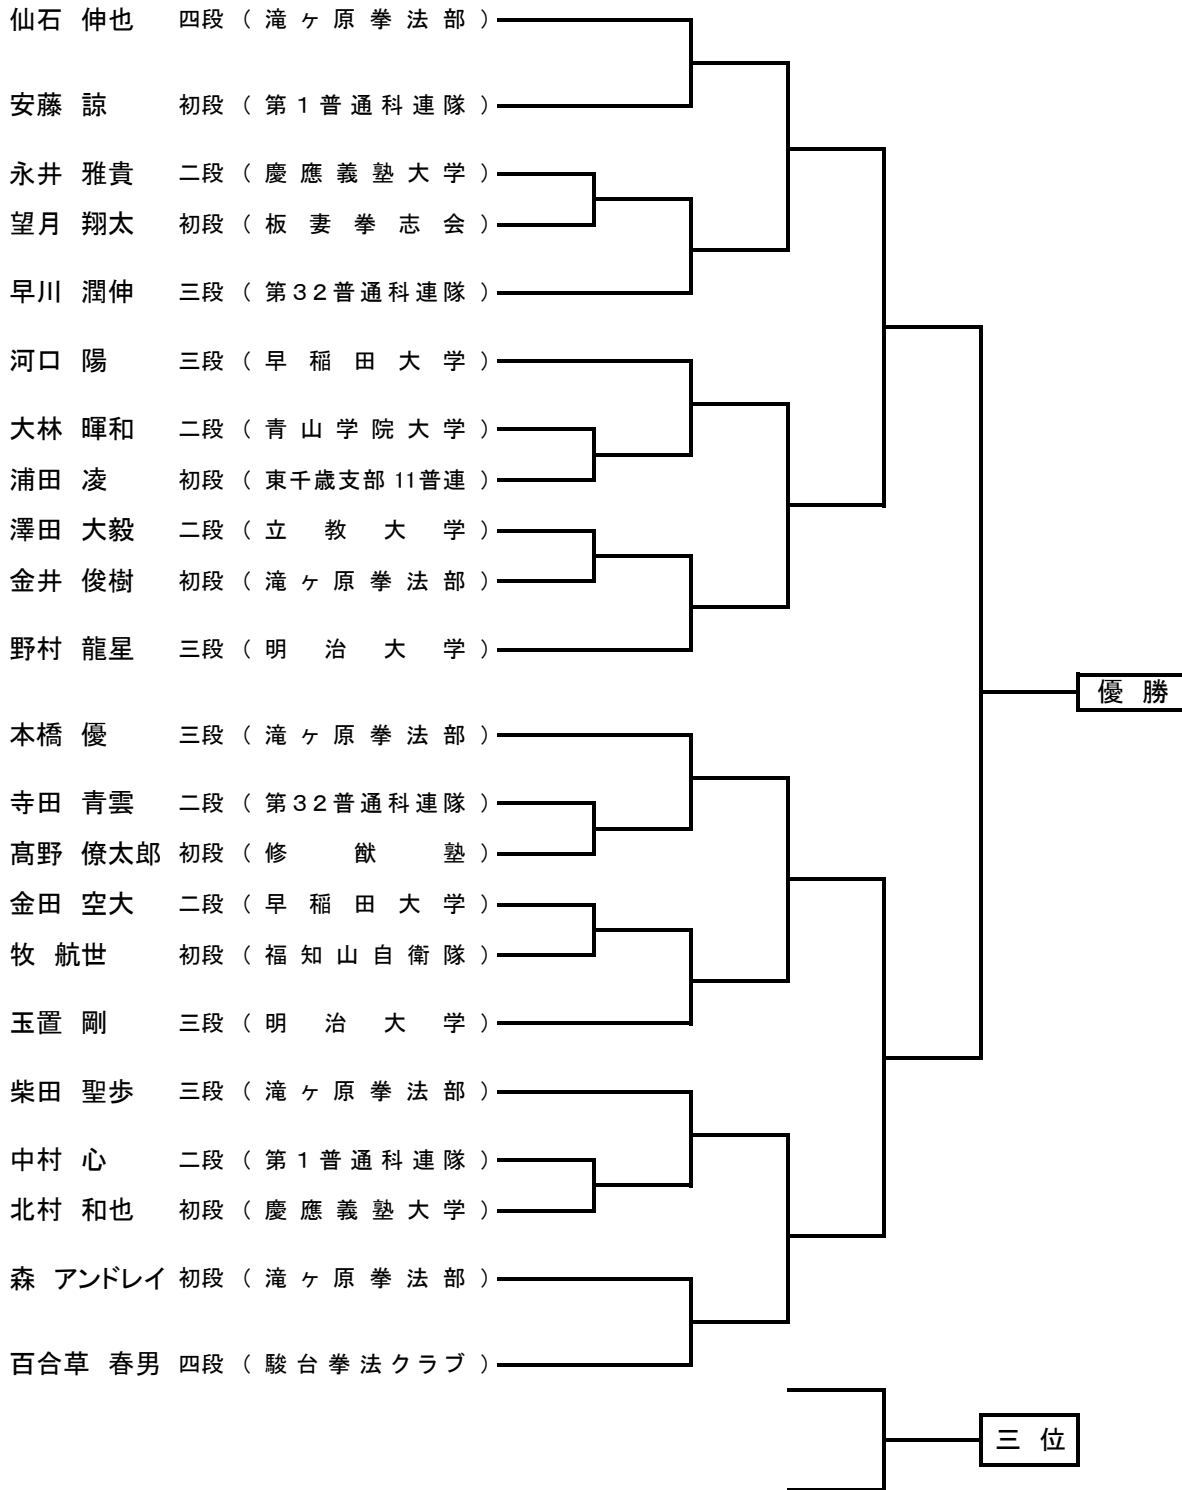 仙石 伸也 四段 ( 滝ヶ原拳法部 )
安藤 諒 初段 ( 第1普通科連隊 )
永井 雅貴 二段 ( 慶應義塾大学 )
望月 翔太 初段 ( 板妻拳志会 )
早川 潤伸 三段 ( 第32普通科連隊 )
河口 陽 三段 ( 早稲田大学 )
大林 暉和 二段 ( 青山学院大学 )
浦田 凌 初段 ( 東千歳支部 11普連 )
澤田 大毅 二段 ( 立教大学 )
金井 俊樹 初段 ( 滝ヶ原拳法部 )
野村 龍星 三段 ( 明治大学 )
優勝
本橋 優 三段 ( 滝ヶ原拳法部 )
寺田 青雲 二段 ( 第32普通科連隊 )
髙野 僚太郎 初段 ( 修猷塾 )
金田 空大 二段 ( 早稲田大学 )
牧 航世 初段 ( 福知山自衛隊 )
玉置 剛 三段 ( 明治大学 )
柴田 聖歩 三段 ( 滝ヶ原拳法部 )
中村 心 二段 ( 第1普通科連隊 )
北村 和也 初段 ( 慶應義塾大学 )
森 アンドレイ 初段 ( 滝ヶ原拳法部 )
百合草 春男 四段 ( 駿台拳法クラブ )
三位